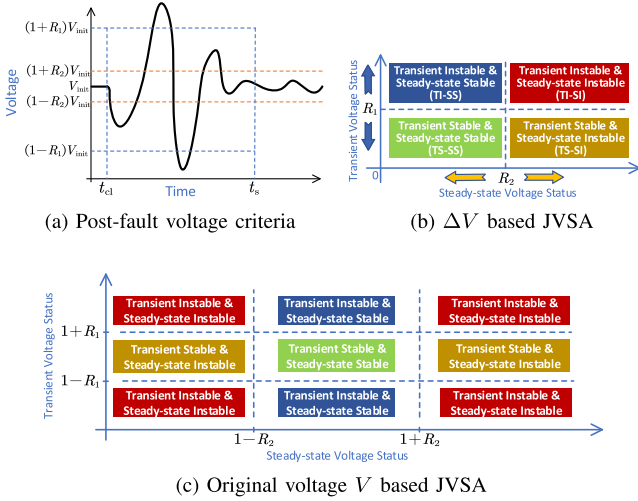 (1+R₁)Vinit
(1+R₂)Vinit
Vinit
(1−R₂)Vinit
(1−R₁)Vinit
Voltage
tcl
Time
ts
(a) Post-fault voltage criteria
Transient Voltage Status
R₁
Transient Instable &
Steady-state Stable
(TI-SS)
Transient Instable &
Steady-state Instable
(TI-SI)
Transient Stable &
Steady-state Stable
(TS-SS)
Transient Stable &
Steady-state Instable
(TS-SI)
0
R₂
Steady-state Voltage Status
(b) ΔV based JVSA
Transient Voltage Status
Transient Instable &
Steady-state Instable
Transient Instable &
Steady-state Stable
Transient Instable &
Steady-state Instable
1+R₁
Transient Stable &
Steady-state Instable
Transient Stable &
Steady-state Stable
Transient Stable &
Steady-state Instable
1−R₁
Transient Instable &
Steady-state Instable
Transient Instable &
Steady-state Stable
Transient Instable &
Steady-state Instable
1−R₂
1+R₂
Steady-state Voltage Status
(c) Original voltage V based JVSA